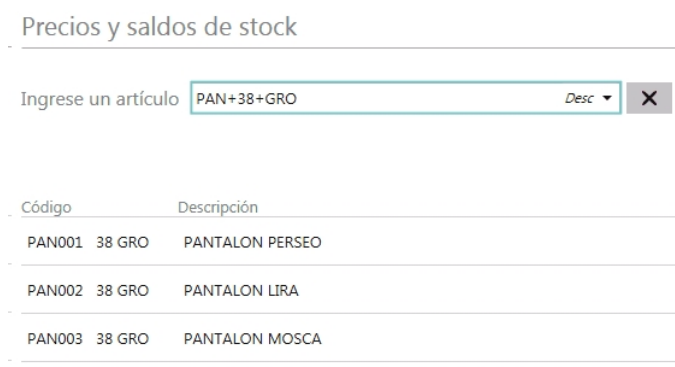 Precios y saldos de stock
Ingrese un artículo PAN+38+GRO Desc
Código Descripción
PAN001 38 GRO PANTALON PERSEO
PAN002 38 GRO PANTALON LIRA
PAN003 38 GRO PANTALON MOSCA